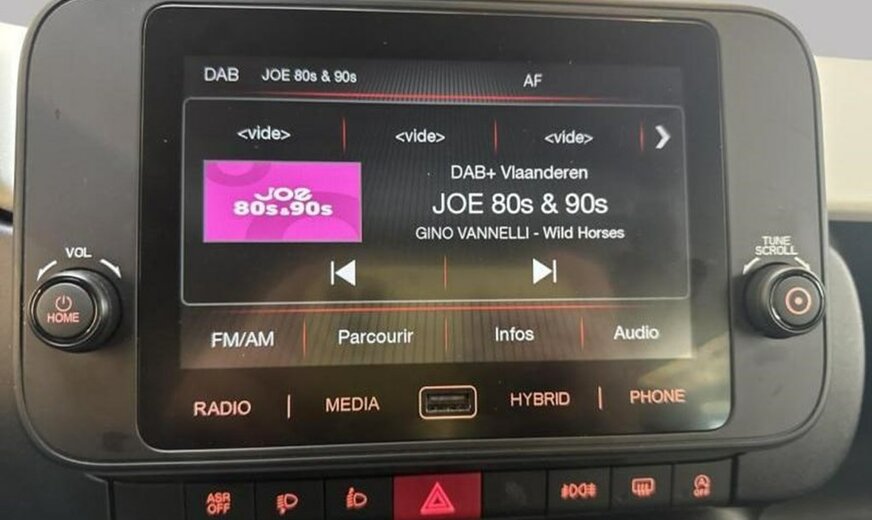 DAB JOE 80s & 90s AF
<vide> <vide> <vide>
JOe
80s&90s
DAB+ Vlaanderen
JOE 80s & 90s
GINO VANNELLI - Wild Horses
VOL
HOME
TUNE
SCROLL
FM/AM Parcourir Infos Audio
RADIO | MEDIA HYBRID | PHONE
ASR
OFF
OFF